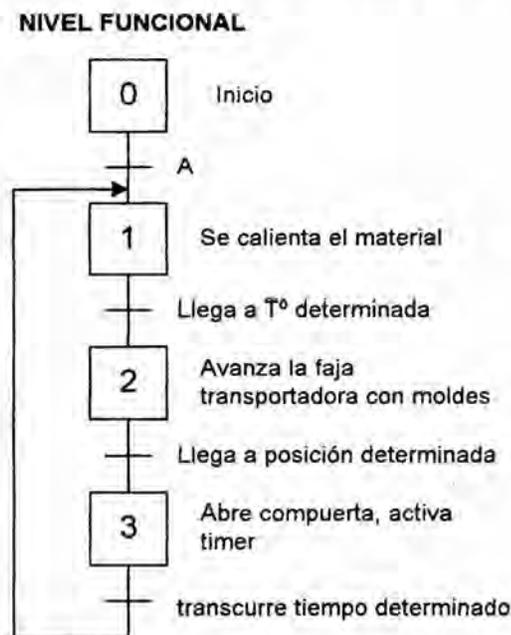 NIVEL FUNCIONAL
0
Inicio
A
1
Se calienta el material
Llega a Tº determinada
2
Avanza la faja
transportadora con moldes
Llega a posición determinada
3
Abre compuerta, activa
timer
transcurre tiempo determinado